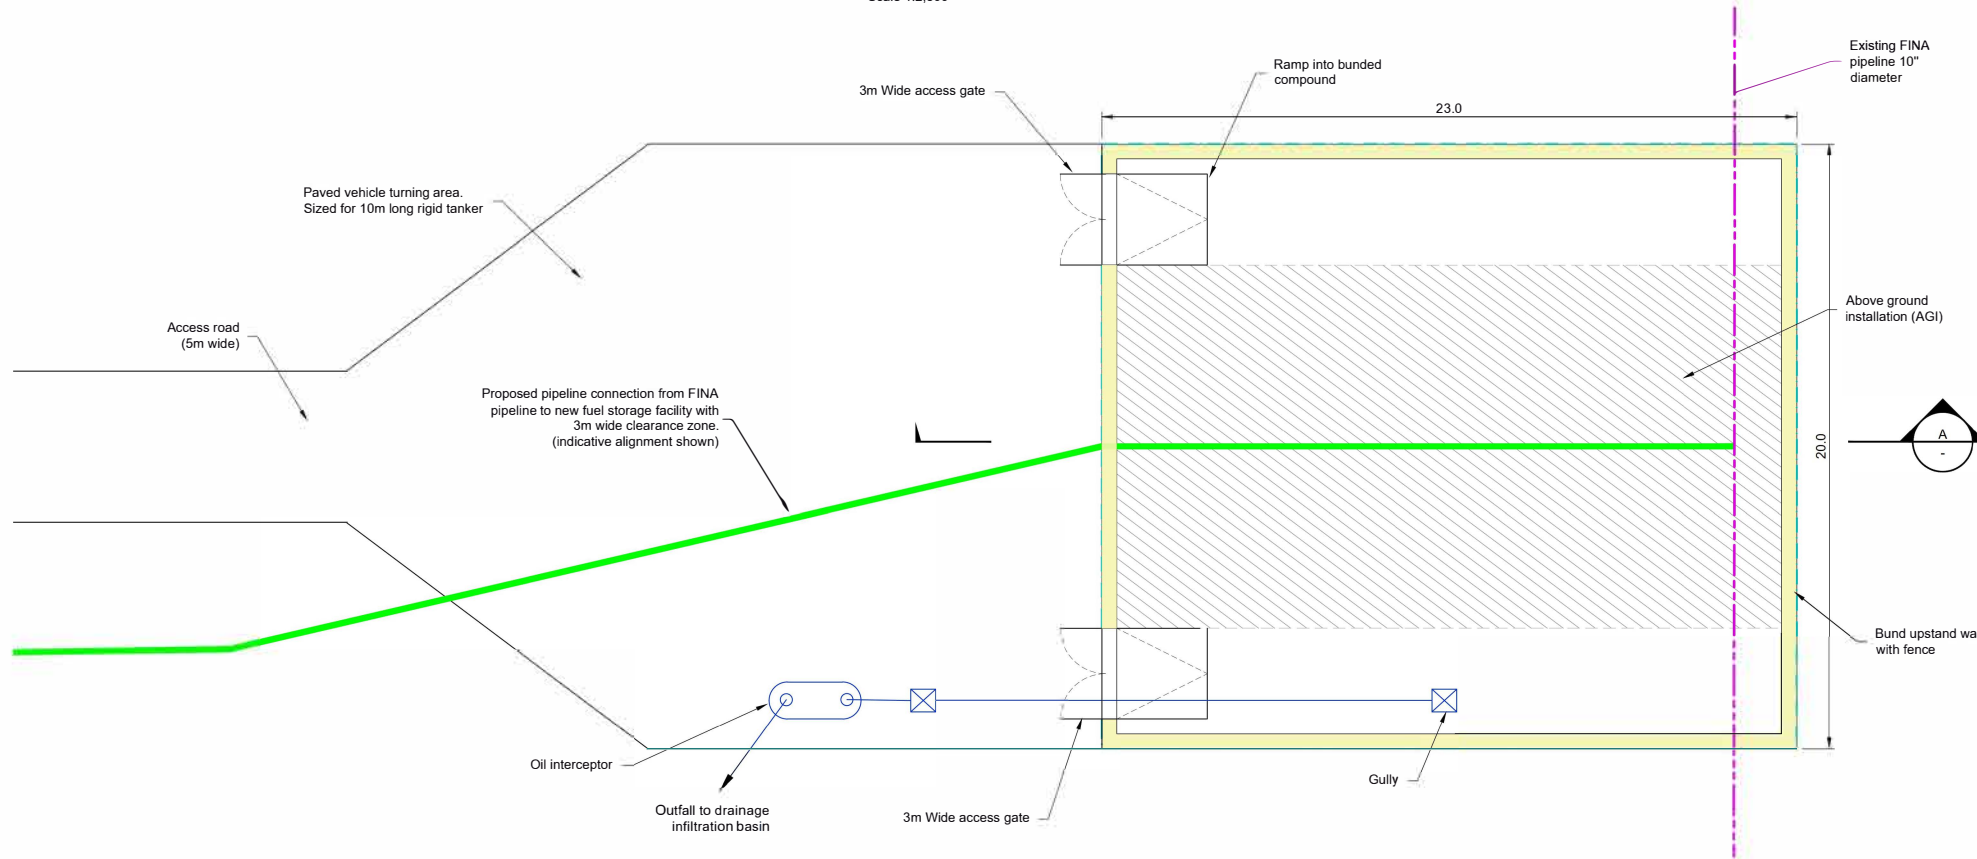 Existing FINA
pipeline 10"
diameter
Ramp into bunded
compound
3m Wide access gate
23.0
Paved vehicle turning area.
Sized for 10m long rigid tanker
Above ground
installation (AGI)
Access road
(5m wide)
Proposed pipeline connection from FINA
pipeline to new fuel storage facility with
3m wide clearance zone.
(indicative alignment shown)
20.0
A
-
Bund upstand wa
with fence
Oil interceptor
Gully
Outfall to drainage
infiltration basin
3m Wide access gate